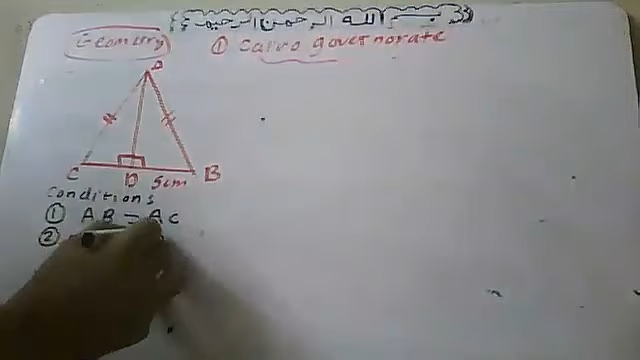 بسم الله الرحمن الرحيم
Geometry
① Cairo governorate
A
C
D
5cm
B
Conditions
① AB = AC
②